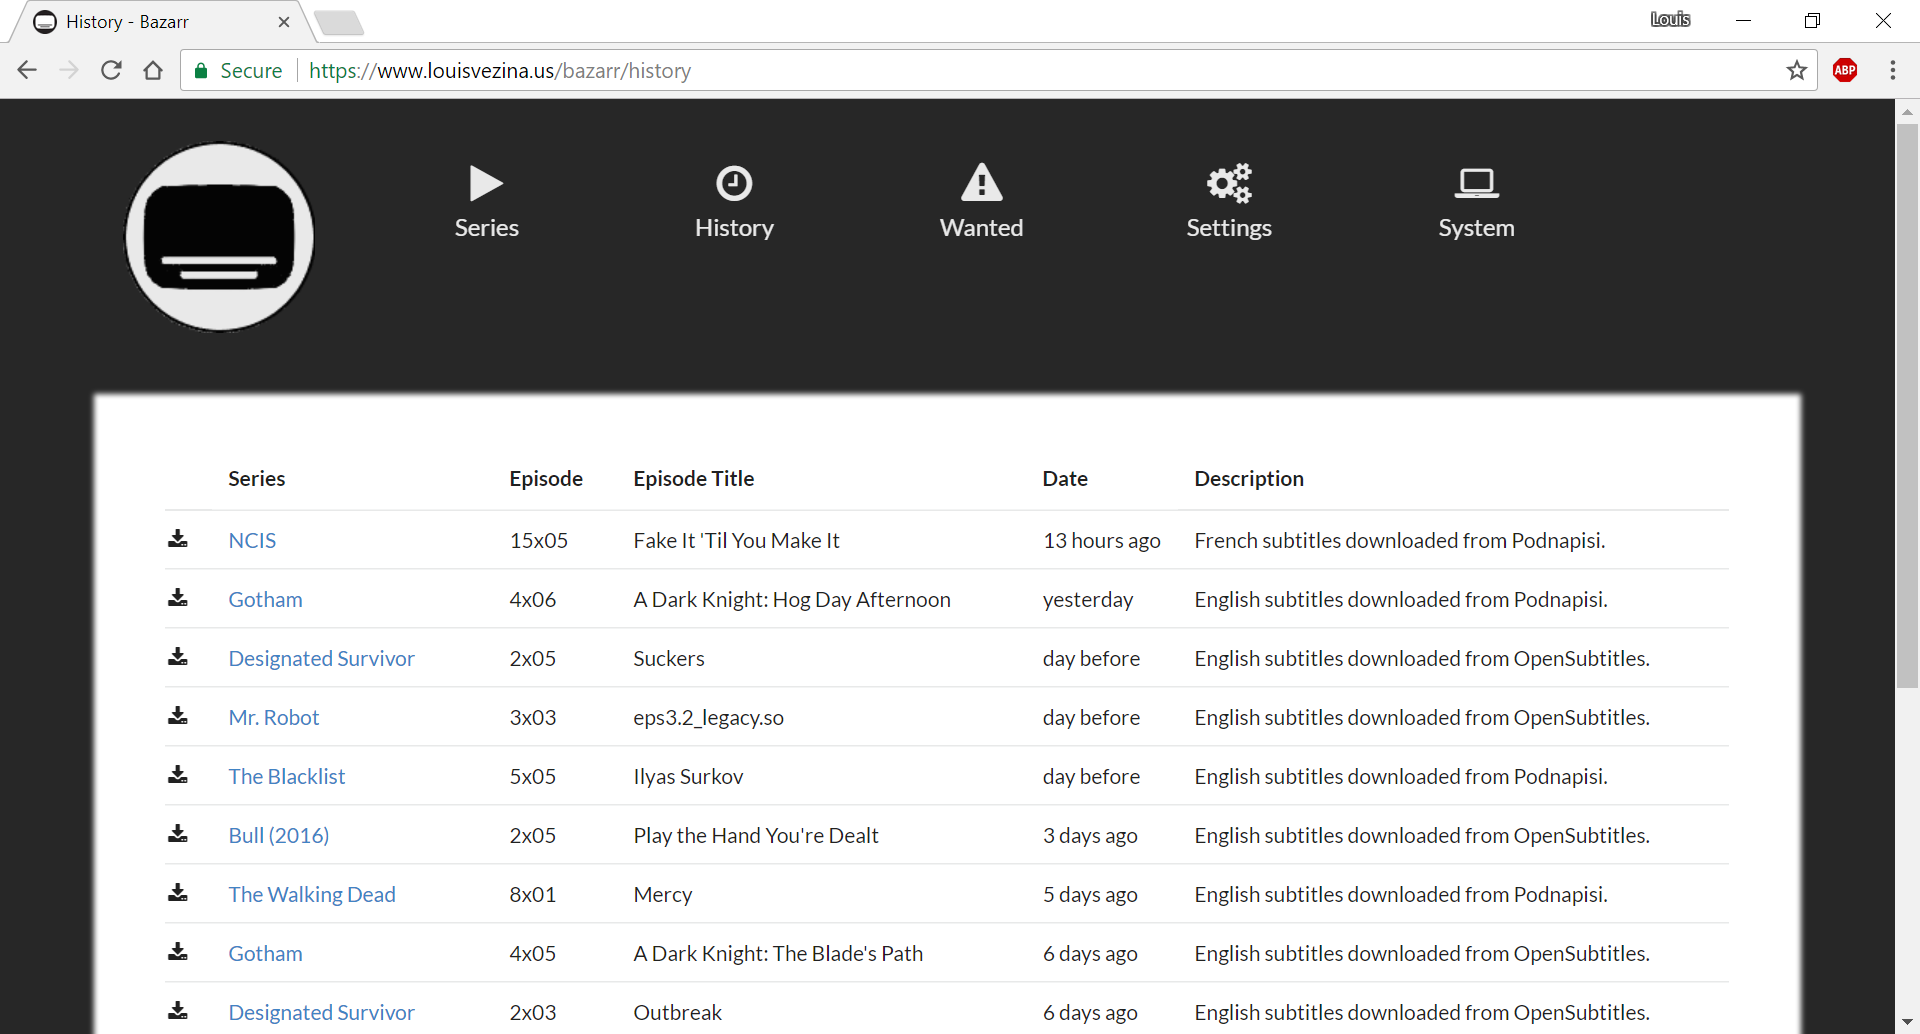 History - Bazarr
Louis
Secure https://www.louisvezina.us/bazarr/history
ABP
Series History Wanted Settings System
Series Episode Episode Title Date Description
NCIS 15x05 Fake It 'Til You Make It 13 hours ago French subtitles downloaded from Podnapisi.
Gotham 4x06 A Dark Knight: Hog Day Afternoon yesterday English subtitles downloaded from Podnapisi.
Designated Survivor 2x05 Suckers day before English subtitles downloaded from OpenSubtitles.
Mr. Robot 3x03 eps3.2_legacy.so day before English subtitles downloaded from OpenSubtitles.
The Blacklist 5x05 Ilyas Surkov day before English subtitles downloaded from Podnapisi.
Bull (2016) 2x05 Play the Hand You're Dealt 3 days ago English subtitles downloaded from OpenSubtitles.
The Walking Dead 8x01 Mercy 5 days ago English subtitles downloaded from Podnapisi.
Gotham 4x05 A Dark Knight: The Blade's Path 6 days ago English subtitles downloaded from OpenSubtitles.
Designated Survivor 2x03 Outbreak 6 days ago English subtitles downloaded from OpenSubtitles.